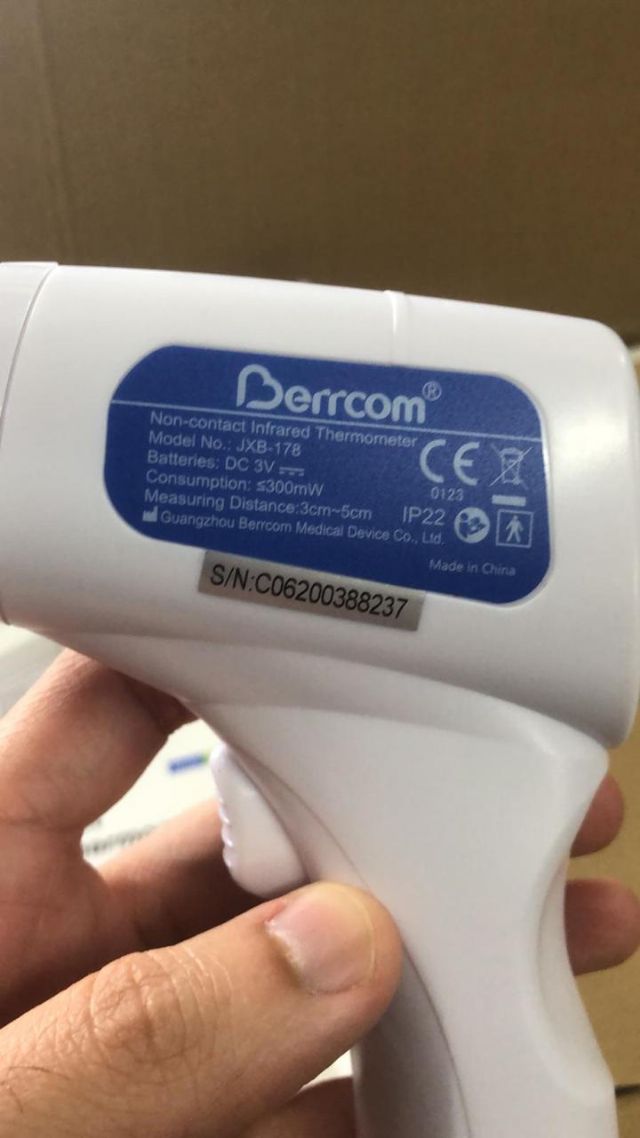 Berrcom®
Non-contact Infrared Thermometer
Model No.: JXB-178
Batteries: DC 3V
Consumption: ≤300mW
Measuring Distance:3cm~5cm
Guangzhou Berrcom Medical Device Co., Ltd.
CE
0123
IP22
Made in China
S/N:C06200388237